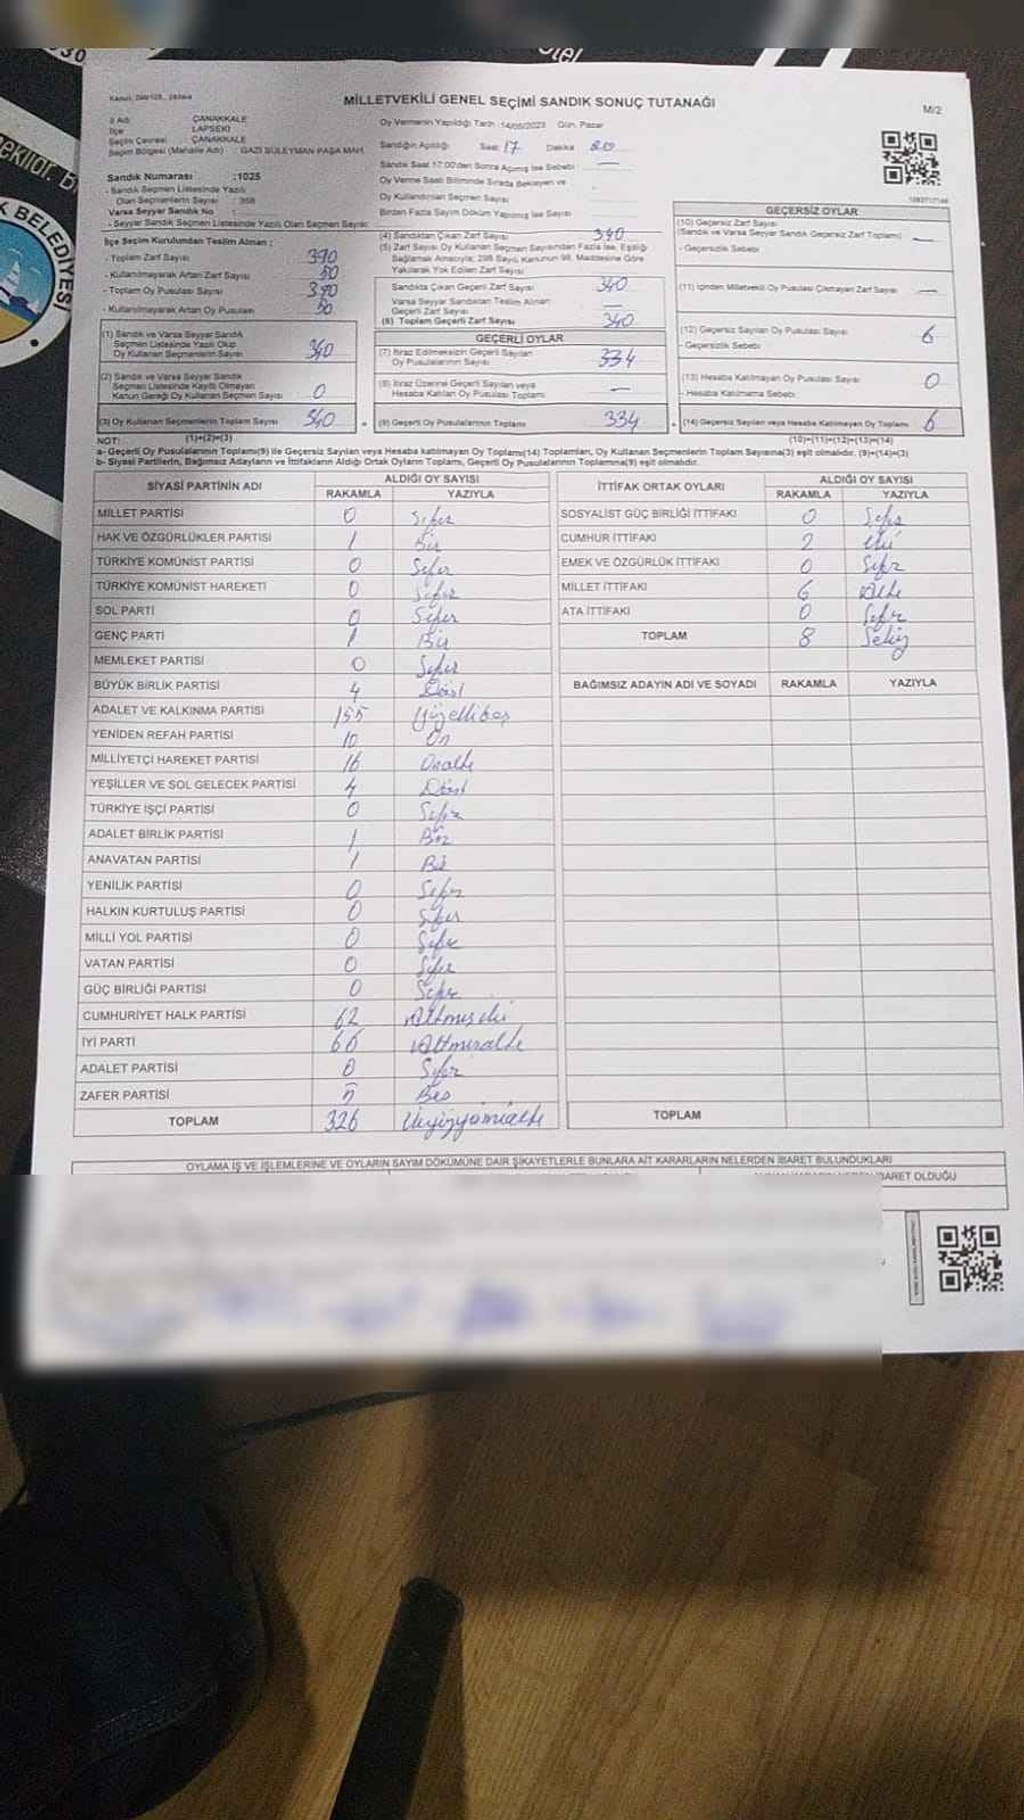 otel
K BELEDİYESİ
Kanun: 298/105, 2839/34
MİLLETVEKİLİ GENEL SEÇİMİ SANDIK SONUÇ TUTANAĞI
M/2
İl Adı : ÇANAKKALE
İlçe : LAPSEKİ
Seçim Çevresi : ÇANAKKALE
Seçim Bölgesi (Mahalle Adı) : GAZİ SÜLEYMAN PAŞA MAH.
Sandık Numarası :1025
- Sandık Seçmen Listesinde Yazılı
Olan Seçmenlerin Sayısı
Varsa Seyyar Sandık No :
- Seyyar Sandık Seçmen Listesinde Yazılı Olan Seçmen Sayısı:
İlçe Seçim Kurulundan Teslim Alınan :
- Toplam Zarf Sayısı 390
- Kullanılmayarak Artan Zarf Sayısı 50
- Toplam Oy Pusulası Sayısı 390
- Kullanılmayarak Artan Oy Pusulası 50
(1) Sandık ve Varsa Seyyar Sandık
Seçmen Listesinde Yazılı Olup
Oy Kullanan Seçmenlerin Sayısı 340
(2) Sandık ve Varsa Seyyar Sandık
Seçmen Listesinde Kayıtlı Olmayan
Kanun Gereği Oy Kullanan Seçmen Sayısı 0
(3) Oy Kullanan Seçmenlerin Toplam Sayısı 340
(1)+(2)=(3)
Oy Vermenin Yapıldığı Tarih :14/05/2023 Gün: Pazar
Sandığın Açıldığı Saat: 17 Dakika 20
Sandık Saat 17:00'den Sonra Açılmış İse Sebebi : —
Oy Verme Saati Bitiminde Sırada Bekleyen ve
Oy Kullandırılan Seçmen Sayısı
Birden Fazla Sayım Döküm Yapılmış İse Sayısı
(4) Sandıktan Çıkan Zarf Sayısı 340
(5) Zarf Sayısı Oy Kullanan Seçmen Sayısından Fazla İse, Eşitliği
Sağlamak Amacıyla; 298 Sayılı Kanunun 98. Maddesine Göre
Yakılarak Yok Edilen Zarf Sayısı
Sandıkta Çıkan Geçerli Zarf Sayısı 340
Varsa Seyyar Sandıktan Teslim Alınan
Geçerli Zarf Sayısı —
(6) Toplam Geçerli Zarf Sayısı 340
GEÇERLİ OYLAR
(7) İtiraz Edilmeksizin Geçerli Sayılan
Oy Pusulalarının Sayısı 334
(8) İtiraz Üzerine Geçerli Sayılan veya
Hesaba Katılan Oy Pusulası Toplamı —
(9) Geçerli Oy Pusulalarının Toplamı 334
GEÇERSİZ OYLAR
(10) Geçersiz Zarf Sayısı
(Sandık ve Varsa Seyyar Sandık Geçersiz Zarf Toplamı) —
- Geçersizlik Sebebi:
(11) İçinden Milletvekili Oy Pusulası Çıkmayan Zarf Sayısı —
(12) Geçersiz Sayılan Oy Pusulası Sayısı 6
- Geçersizlik Sebebi:
(13) Hesaba Katılmayan Oy Pusulası Sayısı 0
- Hesaba Katılmama Sebebi:
(14) Geçersiz Sayılan veya Hesaba Katılmayan Oy Toplamı 6
(10)+(11)+(12)+(13)=(14)
NOT:
a- Geçerli Oy Pusulalarının Toplamı(9) ile Geçersiz Sayılan veya Hesaba katılmayan Oy Toplamı(14) Toplamları, Oy Kullanan Seçmenlerin Toplam Sayısına(3) eşit olmalıdır. (9)+(14)=(3)
b- Siyasi Partilerin, Bağımsız Adayların ve İttifakların Aldığı Ortak Oyların Toplamı, Geçerli Oy Pusulalarının Toplamına(9) eşit olmalıdır.
SİYASİ PARTİNİN ADI ALDIĞI OY SAYISI
RAKAMLA YAZIYLA
MİLLET PARTİSİ 0 Sıfır
HAK VE ÖZGÜRLÜKLER PARTİSİ 1 Bir
TÜRKİYE KOMÜNİST PARTİSİ 0 Sıfır
TÜRKİYE KOMÜNİST HAREKETİ 0 Sıfır
SOL PARTİ 0 Sıfır
GENÇ PARTİ 1 Bir
MEMLEKET PARTİSİ 0 Sıfır
BÜYÜK BİRLİK PARTİSİ 4 Dört
ADALET VE KALKINMA PARTİSİ 155 Yüzellibeş
YENİDEN REFAH PARTİSİ 10 On
MİLLİYETÇİ HAREKET PARTİSİ 16 Onaltı
YEŞİLLER VE SOL GELECEK PARTİSİ 4 Dört
TÜRKİYE İŞÇİ PARTİSİ 0 Sıfır
ADALET BİRLİK PARTİSİ 1 Bir
ANAVATAN PARTİSİ 1 Bir
YENİLİK PARTİSİ 0 Sıfır
HALKIN KURTULUŞ PARTİSİ 0 Sıfır
MİLLİ YOL PARTİSİ 0 Sıfır
VATAN PARTİSİ 0 Sıfır
GÜÇ BİRLİĞİ PARTİSİ 0 Sıfır
CUMHURİYET HALK PARTİSİ 62 Altmışiki
İYİ PARTİ 66 Altmışaltı
ADALET PARTİSİ 0 Sıfır
ZAFER PARTİSİ 5 Beş
TOPLAM 326 Üçyüzyirmialtı
İTTİFAK ORTAK OYLARI ALDIĞI OY SAYISI
RAKAMLA YAZIYLA
SOSYALİST GÜÇ BİRLİĞİ İTTİFAKI 0 Sıfır
CUMHUR İTTİFAKI 2 İki
EMEK VE ÖZGÜRLÜK İTTİFAKI 0 Sıfır
MİLLET İTTİFAKI 6 Altı
ATA İTTİFAKI 0 Sıfır
TOPLAM 8 Sekiz
BAĞIMSIZ ADAYIN ADI VE SOYADI RAKAMLA YAZIYLA
TOPLAM
OYLAMA İŞ VE İŞLEMLERİNE VE OYLARIN SAYIM DÖKÜMÜNE DAİR ŞİKAYETLERLE BUNLARA AİT KARARLARIN NELERDEN İBARET BULUNDUKLARI
İBARET OLDUĞU